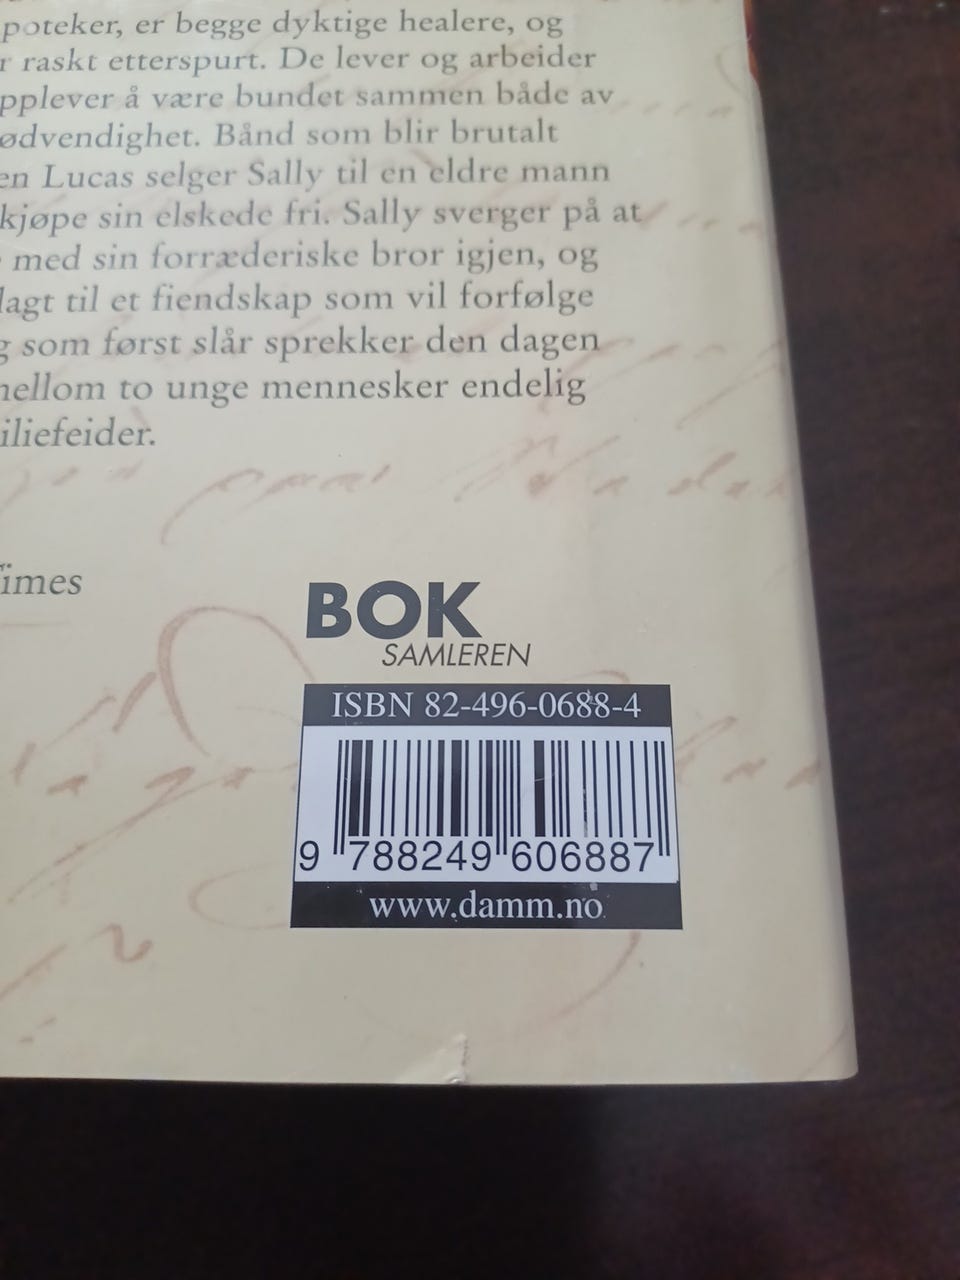 poteker, er begge dyktige healere, og
r raskt etterspurt. De lever og arbeider
pplever å være bundet sammen både av
ødvendighet. Bånd som blir brutalt
en Lucas selger Sally til en eldre mann
kjøpe sin elskede fri. Sally sverger på at
med sin forræderiske bror igjen, og
lagt til et fiendskap som vil forfølge
g som først slår sprekker den dagen
nellom to unge mennesker endelig
iliefeider.
Times
BOK
SAMLEREN
ISBN 82-496-0688-4
9 788249 606887
www.damm.no